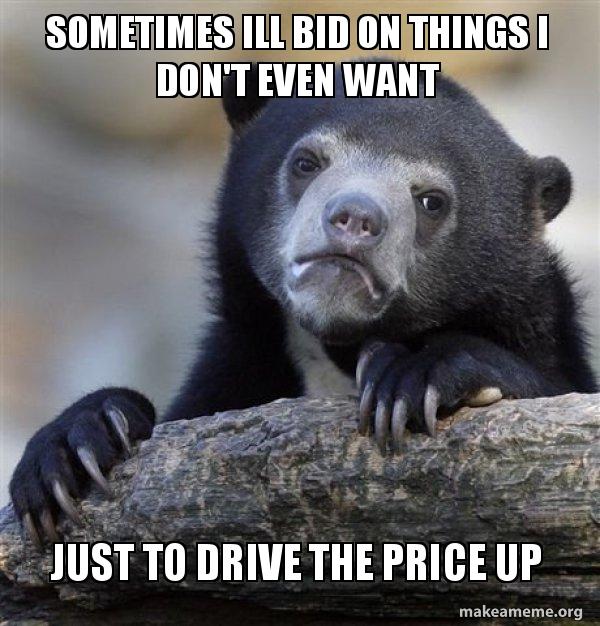 SOMETIMES ILL BID ON THINGS I
DON'T EVEN WANT
JUST TO DRIVE THE PRICE UP
makeameme.org